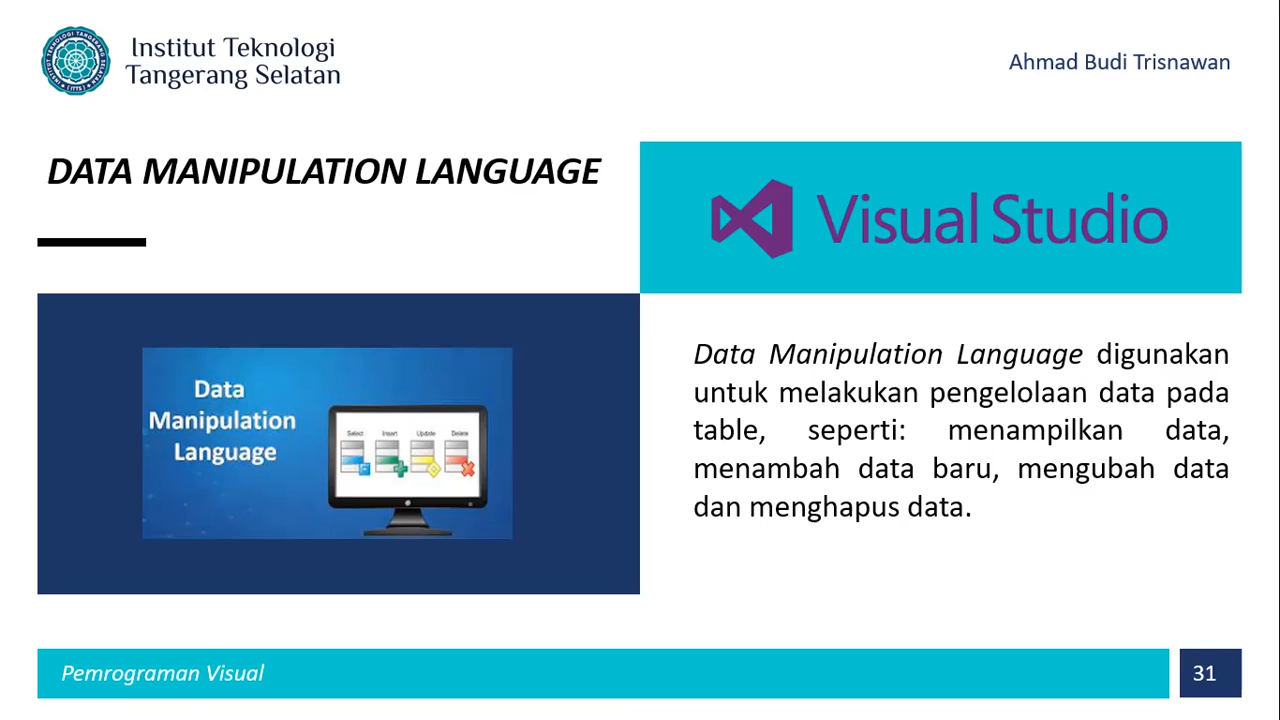 Institut Teknologi
Tangerang Selatan
Ahmad Budi Trisnawan
DATA MANIPULATION LANGUAGE
Visual Studio
Data
Manipulation
Language
Select Insert Update Delete
Data Manipulation Language digunakan
untuk melakukan pengelolaan data pada
table, seperti: menampilkan data,
menambah data baru, mengubah data
dan menghapus data.
Pemrograman Visual
31